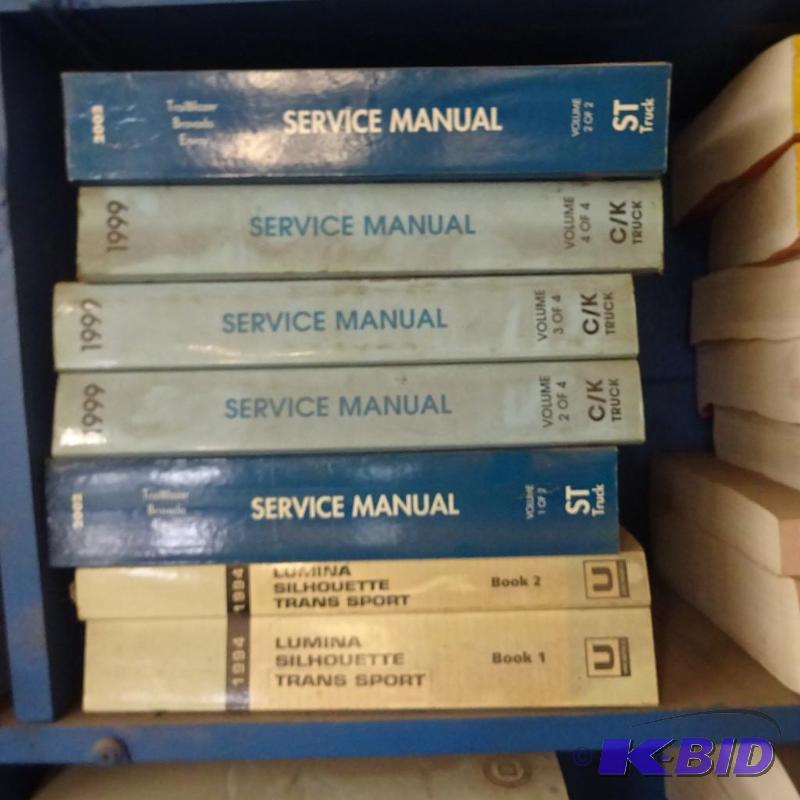 2002
TrailBlazer
Bravada
Envoy
SERVICE MANUAL
VOLUME
2 OF 2
ST
Truck
1999
SERVICE MANUAL
VOLUME
4 OF 4
C/K
TRUCK
1999
SERVICE MANUAL
VOLUME
3 OF 4
C/K
TRUCK
1999
SERVICE MANUAL
VOLUME
2 OF 4
C/K
TRUCK
2002
TrailBlazer
Bravada
SERVICE MANUAL
VOLUME
1 OF 2
ST
Truck
1994
LUMINA
SILHOUETTE
TRANS SPORT
Book 2
U
1994
LUMINA
SILHOUETTE
TRANS SPORT
Book 1
U
© K-BID